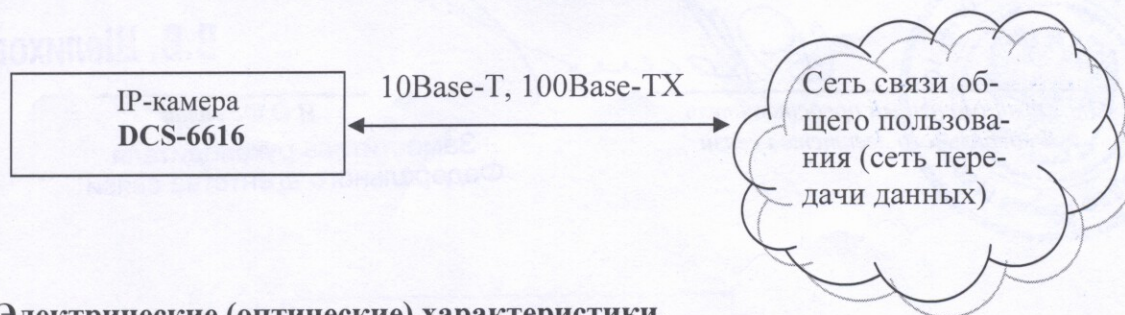 IP-камера
DCS-6616
10Base-T, 100Base-TX
Сеть связи об-
щего пользова-
ния (сеть пере-
дачи данных)
Электрические (оптические) характеристики